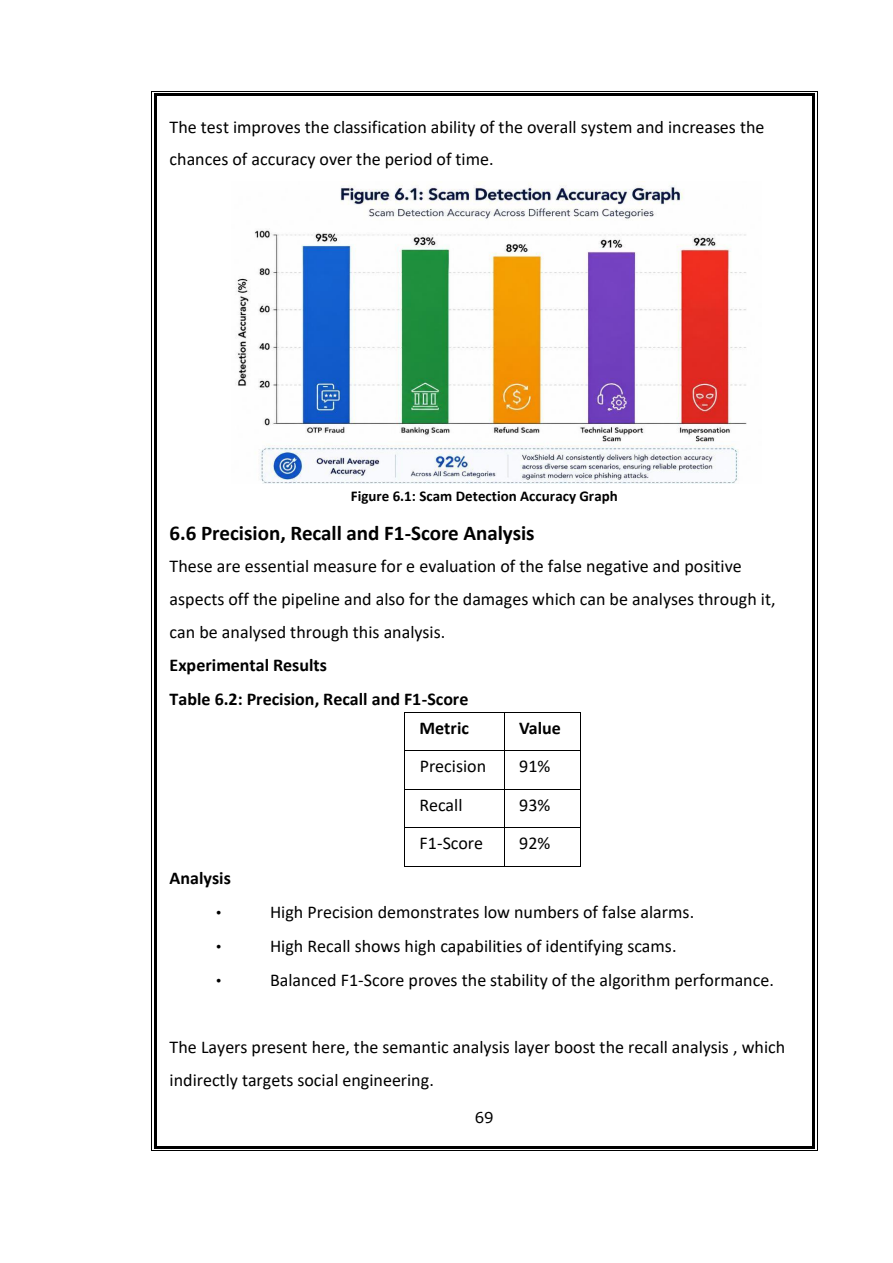 The test improves the classification ability of the overall system and increases the
chances of accuracy over the period of time.
Figure 6.1: Scam Detection Accuracy Graph
Scam Detection Accuracy Across Different Scam Categories
Detection Accuracy (%)
100
80
60
40
20
0
95%
93%
89%
91%
92%
OTP Fraud
Banking Scam
Refund Scam
Technical Support
Scam
Impersonation
Scam
Overall Average
Accuracy
92%
Across All Scam Categories
VoxShield AI consistently delivers high detection accuracy
across diverse scam scenarios, ensuring reliable protection
against modern voice phishing attacks.
Figure 6.1: Scam Detection Accuracy Graph
6.6 Precision, Recall and F1-Score Analysis
These are essential measure for e evaluation of the false negative and positive
aspects off the pipeline and also for the damages which can be analyses through it,
can be analysed through this analysis.
Experimental Results
Table 6.2: Precision, Recall and F1-Score
Metric Value
Precision 91%
Recall 93%
F1-Score 92%
Analysis
• High Precision demonstrates low numbers of false alarms.
• High Recall shows high capabilities of identifying scams.
• Balanced F1-Score proves the stability of the algorithm performance.
The Layers present here, the semantic analysis layer boost the recall analysis , which
indirectly targets social engineering.
69